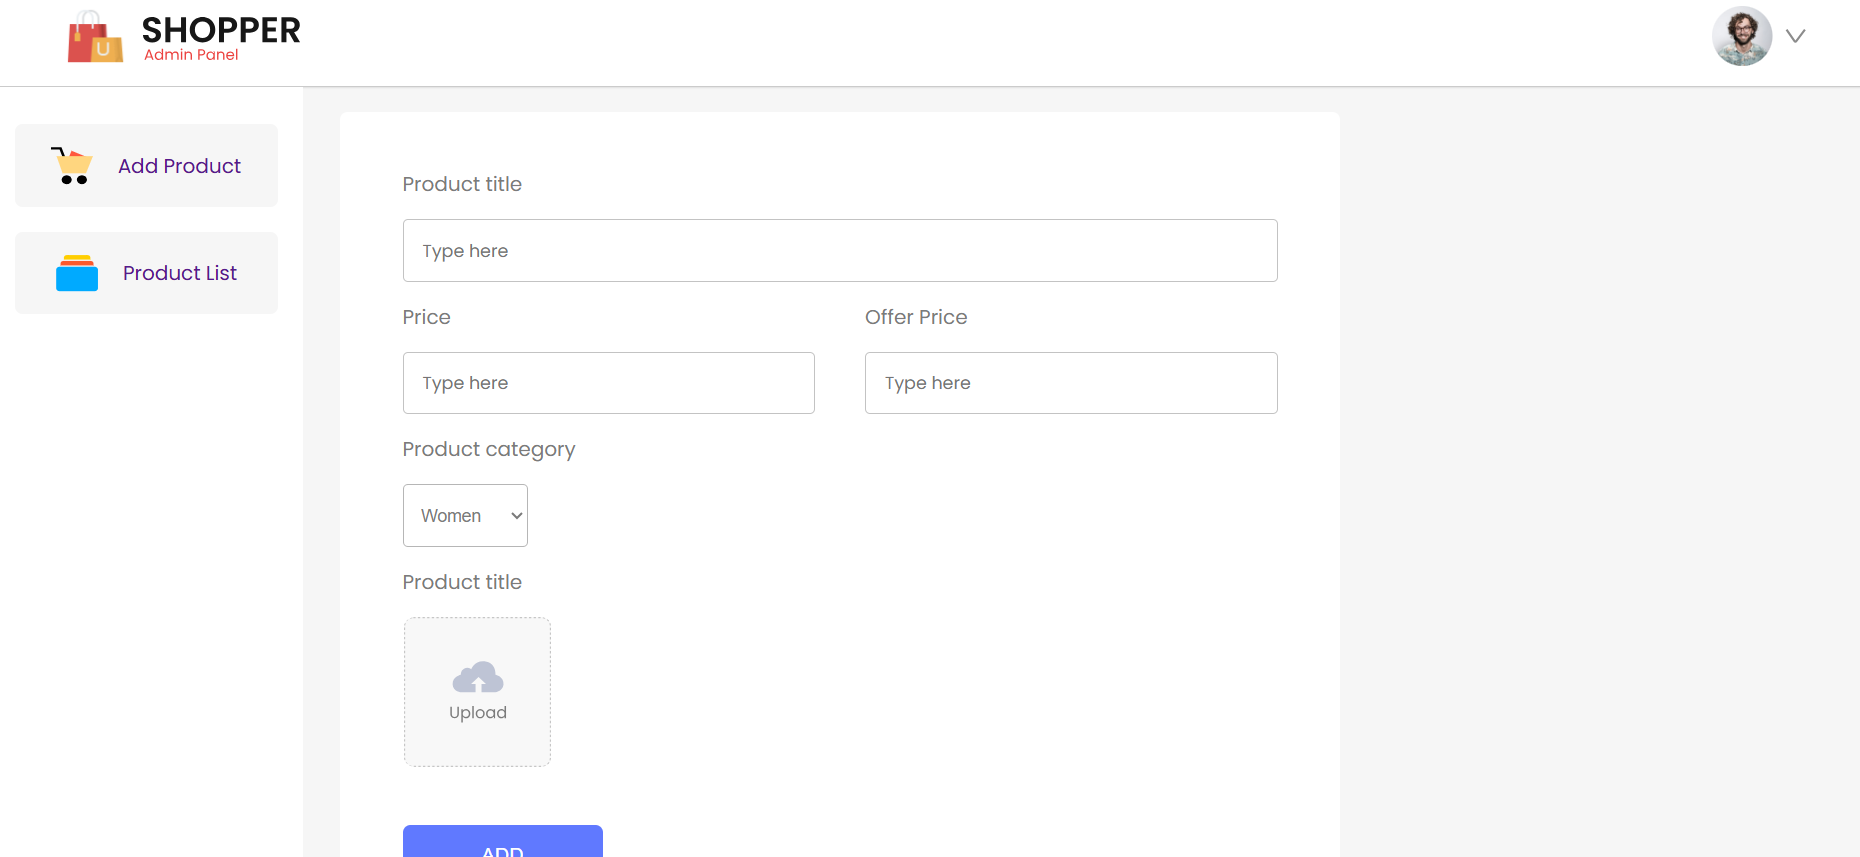 SHOPPER
Admin Panel
Add Product
Product List
Product title
Type here
Price
Offer Price
Type here
Type here
Product category
Women
Product title
Upload
ADD
U